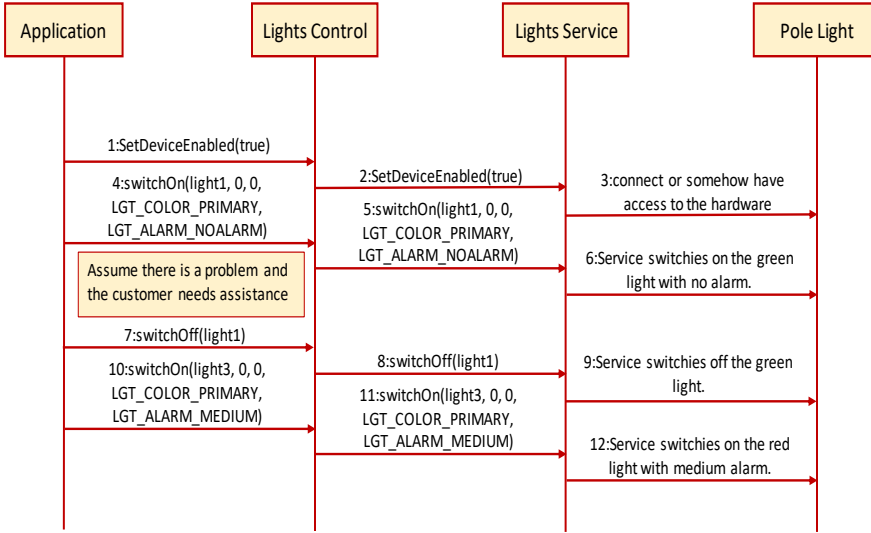 Application
Lights Control
Lights Service
Pole Light
1:SetDeviceEnabled(true)
2:SetDeviceEnabled(true)
3:connect or somehow have
access to the hardware
4:switchOn(light1, 0, 0,
LGT_COLOR_PRIMARY,
LGT_ALARM_NOALARM)
5:switchOn(light1, 0, 0,
LGT_COLOR_PRIMARY,
LGT_ALARM_NOALARM)
6:Service switchies on the green
light with no alarm.
Assume there is a problem and
the customer needs assistance
7:switchOff(light1)
8:switchOff(light1)
9:Service switchies off the green
light.
10:switchOn(light3, 0, 0,
LGT_COLOR_PRIMARY,
LGT_ALARM_MEDIUM)
11:switchOn(light3, 0, 0,
LGT_COLOR_PRIMARY,
LGT_ALARM_MEDIUM)
12:Service switchies on the red
light with medium alarm.